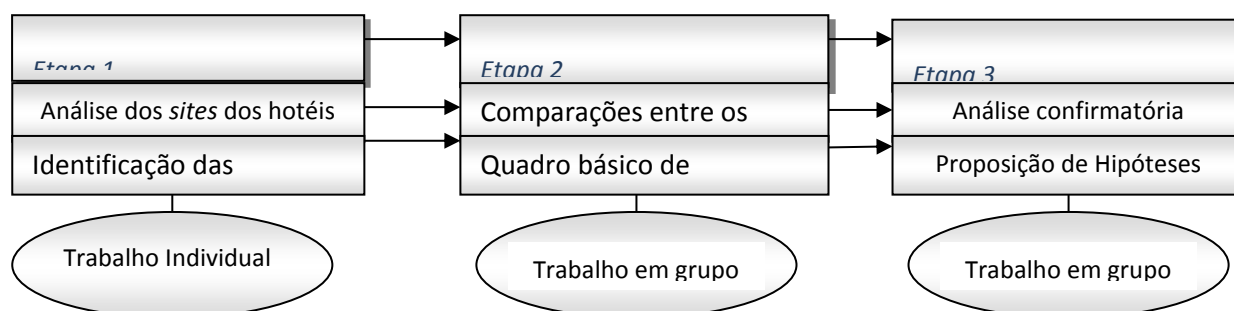 Etapa 1
Etapa 2
Etapa 3
Análise dos sites dos hotéis
Comparações entre os
Análise confirmatória
Identificação das
Quadro básico de
Proposição de Hipóteses
Trabalho Individual
Trabalho em grupo
Trabalho em grupo